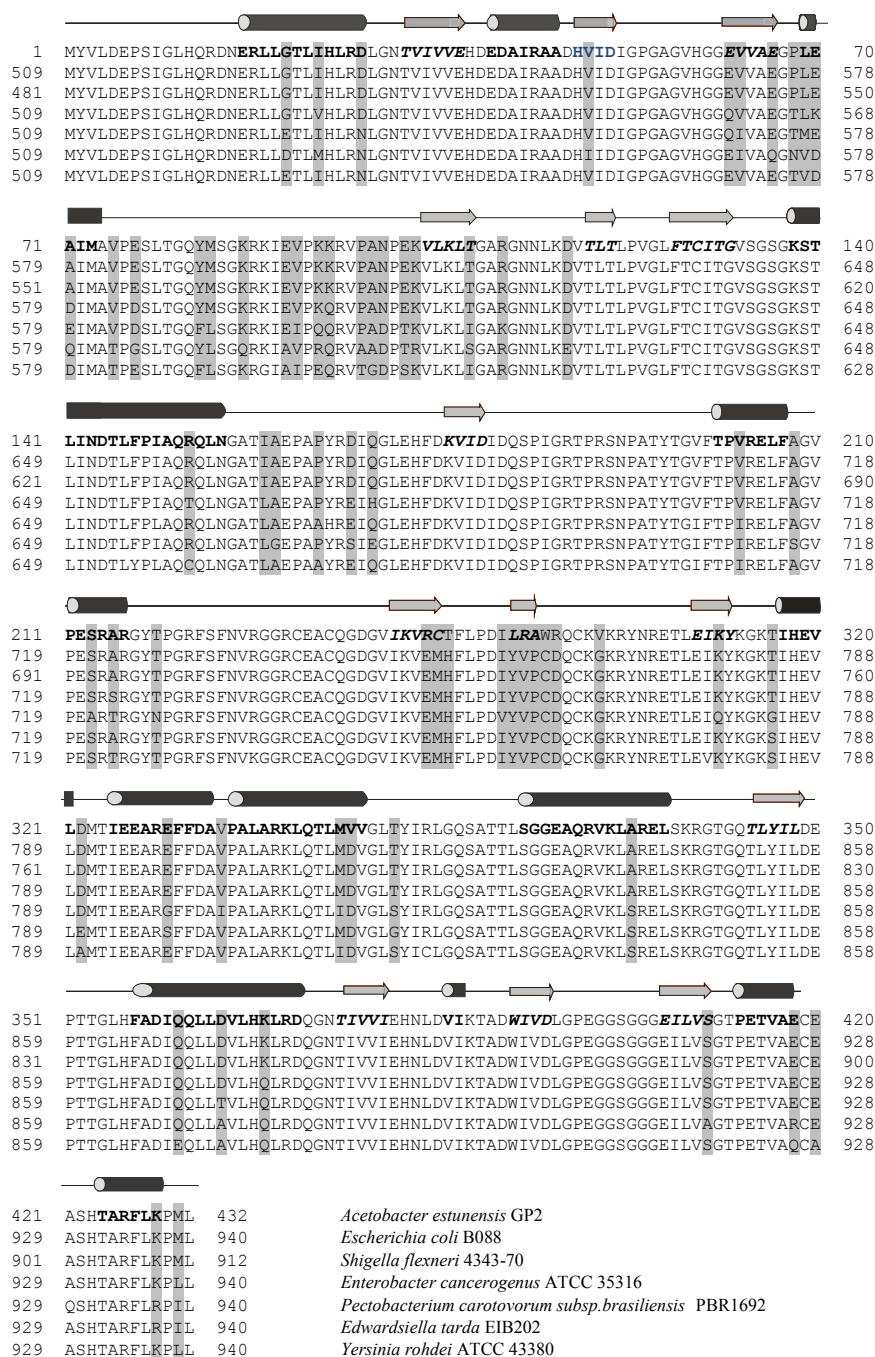 1 MYVLDEPSIGLHQRDNERLLGTLIHLRDLGNTVIVVEHDEDAIRAADHVIDIGPGAGVHGGEVVAEGPLE 70
509 MYVLDEPSIGLHQRDNERLLGTLIHLRDLGNTVIVVEHDEDAIRAADHVIDIGPGAGVHGGEVVAEGPLE 578
481 MYVLDEPSIGLHQRDNERLLGTLIHLRDLGNTVIVVEHDEDAIRAADHVIDIGPGAGVHGGEVVAEGPLE 550
509 MYVLDEPSIGLHQRDNERLLGTLVHLRDLGNTVIVVEHDEDAIRAADHVIDIGPGAGVHGGQVVAEGTLK 568
509 MYVLDEPSIGLHQRDNERLLETLIHLRNLGNTVIVVEHDEDAIRAADHVIDIGPGAGVHGGQIVAEGTME 578
509 MYVLDEPSIGLHQRDNERLLDTLMHLRNLGNTVIVVEHDEDAIRAADHIIDIGPGAGVHGGEIVAQGNVD 578
509 MYVLDEPSIGLHQRDNERLLETLIHLRDLGNTVIVVEHDEDAIRAADHVIDIGPGAGVHGGEVVAEGTVD 578
71 AIMAVPESLTGQYMSGKRKIEVPKKRVPANPEKVLKLTGARGNNLKDVTLTLPVGLFTCITGVSGSGKST 140
579 AIMAVPESLTGQYMSGKRKIEVPKKRVPANPEKVLKLTGARGNNLKDVTLTLPVGLFTCITGVSGSGKST 648
551 AIMAVPESLTGQYMSGKRKIEVPKKRVPANPEKVLKLTGARGNNLKDVTLTLPVGLFTCITGVSGSGKST 620
579 DIMAVPDSLTGQYMSGKRKIEVPKQRVPANPEKVLKLTGARGNNLKDVTLTLPVGLFTCITGVSGSGKST 648
579 EIMAVPDSLTGQFLSGKRKIEIPQQRVPADPTKVLKLIGAKGNNLKDVTLTLPVGLFTCITGVSGSGKST 648
579 QIMATPGSLTGQYLSGQRKIAVPRQRVAADPTRVLKLSGARGNNLKEVTLTLPVGLFTCITGVSGSGKST 648
579 DIMATPESLTGQFLSGKRGIAIPEQRVTGDPSKVLKLIGARGNNLKDVTLTLPVGLFTCITGVSGSGKST 628
141 LINDTLFPIAQRQLNGATIAEPAPYRDIQGLEHFDKVIDIDQSPIGRTPRSNPATYTGVFTPVRELFAGV 210
649 LINDTLFPIAQRQLNGATIAEPAPYRDIQGLEHFDKVIDIDQSPIGRTPRSNPATYTGVFTPVRELFAGV 718
621 LINDTLFPIAQRQLNGATIAEPAPYRDIQGLEHFDKVIDIDQSPIGRTPRSNPATYTGVFTPVRELFAGV 690
649 LINDTLFPIAQTQLNGATLAEPAPYREIHGLEHFDKVIDIDQSPIGRTPRSNPATYTGVFTPVRELFAGV 718
649 LINDTLFPLAQRQLNGATLAEPAAHREIQGLEHFDKVIDIDQSPIGRTPRSNPATYTGIFTPIRELFAGV 718
649 LINDTLFPIAQRQLNGATLGEPAPYRSIEGLEHFDKVIDIDQSPIGRTPRSNPATYTGIFTPIRELFSGV 718
649 LINDTLYPLAQCQLNGATLAEPAAYREIQGLEHFDKVIDIDQSPIGRTPRSNPATYTGIFTPIRELFAGV 718
211 PESRARGYTPGRFSFNVRGGRCEACQGDGVIKVRCTFLPDILRAWRQCKVKRYNRETLEIKYKGKTIHEV 320
719 PESRARGYTPGRFSFNVRGGRCEACQGDGVIKVEMHFLPDIYVPCDQCKGKRYNRETLEIKYKGKTIHEV 788
691 PESRARGYTPGRFSFNVRGGRCEACQGDGVIKVEMHFLPDIYVPCDQCKGKRYNRETLEIKYKGKTIHEV 760
719 PESRSRGYTPGRFSFNVRGGRCEACQGDGVIKVEMHFLPDIYVPCDQCKGKRYNRETLEIKYKGKTIHEV 788
719 PEARTRGYNPGRFSFNVRGGRCEACQGDGVIKVEMHFLPDVYVPCDQCKGKRYNRETLEIQYKGKGIHEV 788
719 PESRARGYTPGRFSFNVRGGRCEACQGDGVIKVEMHFLPDIYVPCDQCKGKRYNRETLEIKYKGKSIHEV 788
719 PESRTRGYTPGRFSFNVKGGRCEACQGDGVIKVEMHFLPDIYVPCDQCKGKRYNRETLEVKYKGKSIHEV 788
321 LDMTIEEAREFFDAVPALARKLQTLMVVGLTYIRLGQSATTLSGGEAQRVKLARELSKRGTGQTLYILDE 350
789 LDMTIEEAREFFDAVPALARKLQTLMDVGLTYIRLGQSATTLSGGEAQRVKLARELSKRGTGQTLYILDE 858
761 LDMTIEEAREFFDAVPALARKLQTLMDVGLTYIRLGQSATTLSGGEAQRVKLARELSKRGTGQTLYILDE 830
789 LDMTIEEAREFFDAVPALARKLQTLMDVGLTYIRLGQSATTLSGGEAQRVKLARELSKRGTGQTLYILDE 858
789 LDMTIEEARGFFDAIPALARKLQTLIDVGLSYIRLGQSATTLSGGEAQRVKLSRELSKRGTGQTLYILDE 858
789 LEMTIEEARSFFDAVPALARKLQTLMDVGLGYIRLGQSATTLSGGEAQRVKLARELSKRGTGQTLYILDE 858
789 LAMTIEEAREFFDAVPALARKLQTLIDVGLSYICLGQSATTLSGGEAQRVKLSRELSKRGTGQTLYILDE 858
351 PTTGLHFADIQQLLDVLHKLRDQGNTIVVIEHNLDVIKTADWIVDLGPEGGSGGGEILVSGTPETVAECE 420
859 PTTGLHFADIQQLLDVLHKLRDQGNTIVVIEHNLDVIKTADWIVDLGPEGGSGGGEILVSGTPETVAECE 928
831 PTTGLHFADIQQLLDVLHKLRDQGNTIVVIEHNLDVIKTADWIVDLGPEGGSGGGEILVSGTPETVAECE 900
859 PTTGLHFADIQQLLDVLHQLRDQGNTIVVIEHNLDVIKTADWIVDLGPEGGSGGGEILVSGTPETVAECE 928
859 PTTGLHFADIQQLLTVLHQLRDQGNTIVVIEHNLDVIKTADWIVDLGPEGGSGGGEILVSGTPETVAECE 928
859 PTTGLHFADIQQLLAVLHQLRDQGNTIVVIEHNLDVIKTADWIVDLGPEGGSGGGEILVAGTPETVARCE 928
859 PTTGLHFADIEQLLAVLHQLRDQGNTIVVIEHNLDVIKTADWIVDLGPEGGSGGGEILVSGTPETVAQCA 928
421 ASHTARFLKPML 432 Acetobacter estunensis GP2
929 ASHTARFLKPML 940 Escherichia coli B088
901 ASHTARFLKPML 912 Shigella flexneri 4343-70
929 ASHTARFLKPLL 940 Enterobacter cancerogenus ATCC 35316
929 QSHTARFLRPIL 940 Pectobacterium carotovorum subsp.brasiliensis PBR1692
929 ASHTARFLRPIL 940 Edwardsiella tarda EIB202
929 ASHTARFLKPLL 940 Yersinia rohdei ATCC 43380